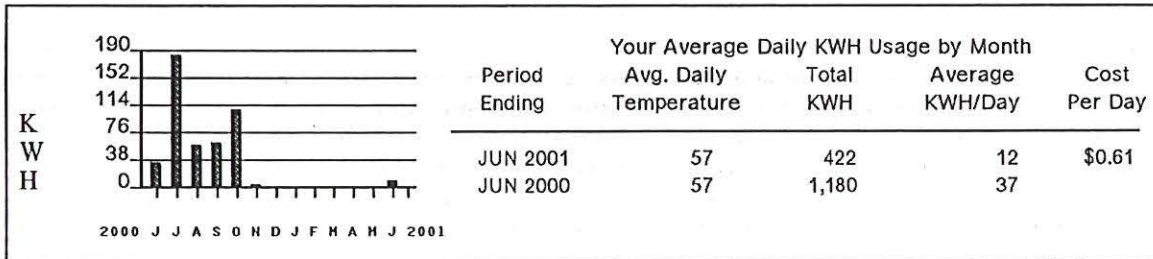 190
152
114
76
38
0
K
W
H
2000 J J A S O N D J F M A M J 2001
Your Average Daily KWH Usage by Month
Period Avg. Daily Total Average Cost
Ending Temperature KWH KWH/Day Per Day
JUN 2001 57 422 12 $0.61
JUN 2000 57 1,180 37